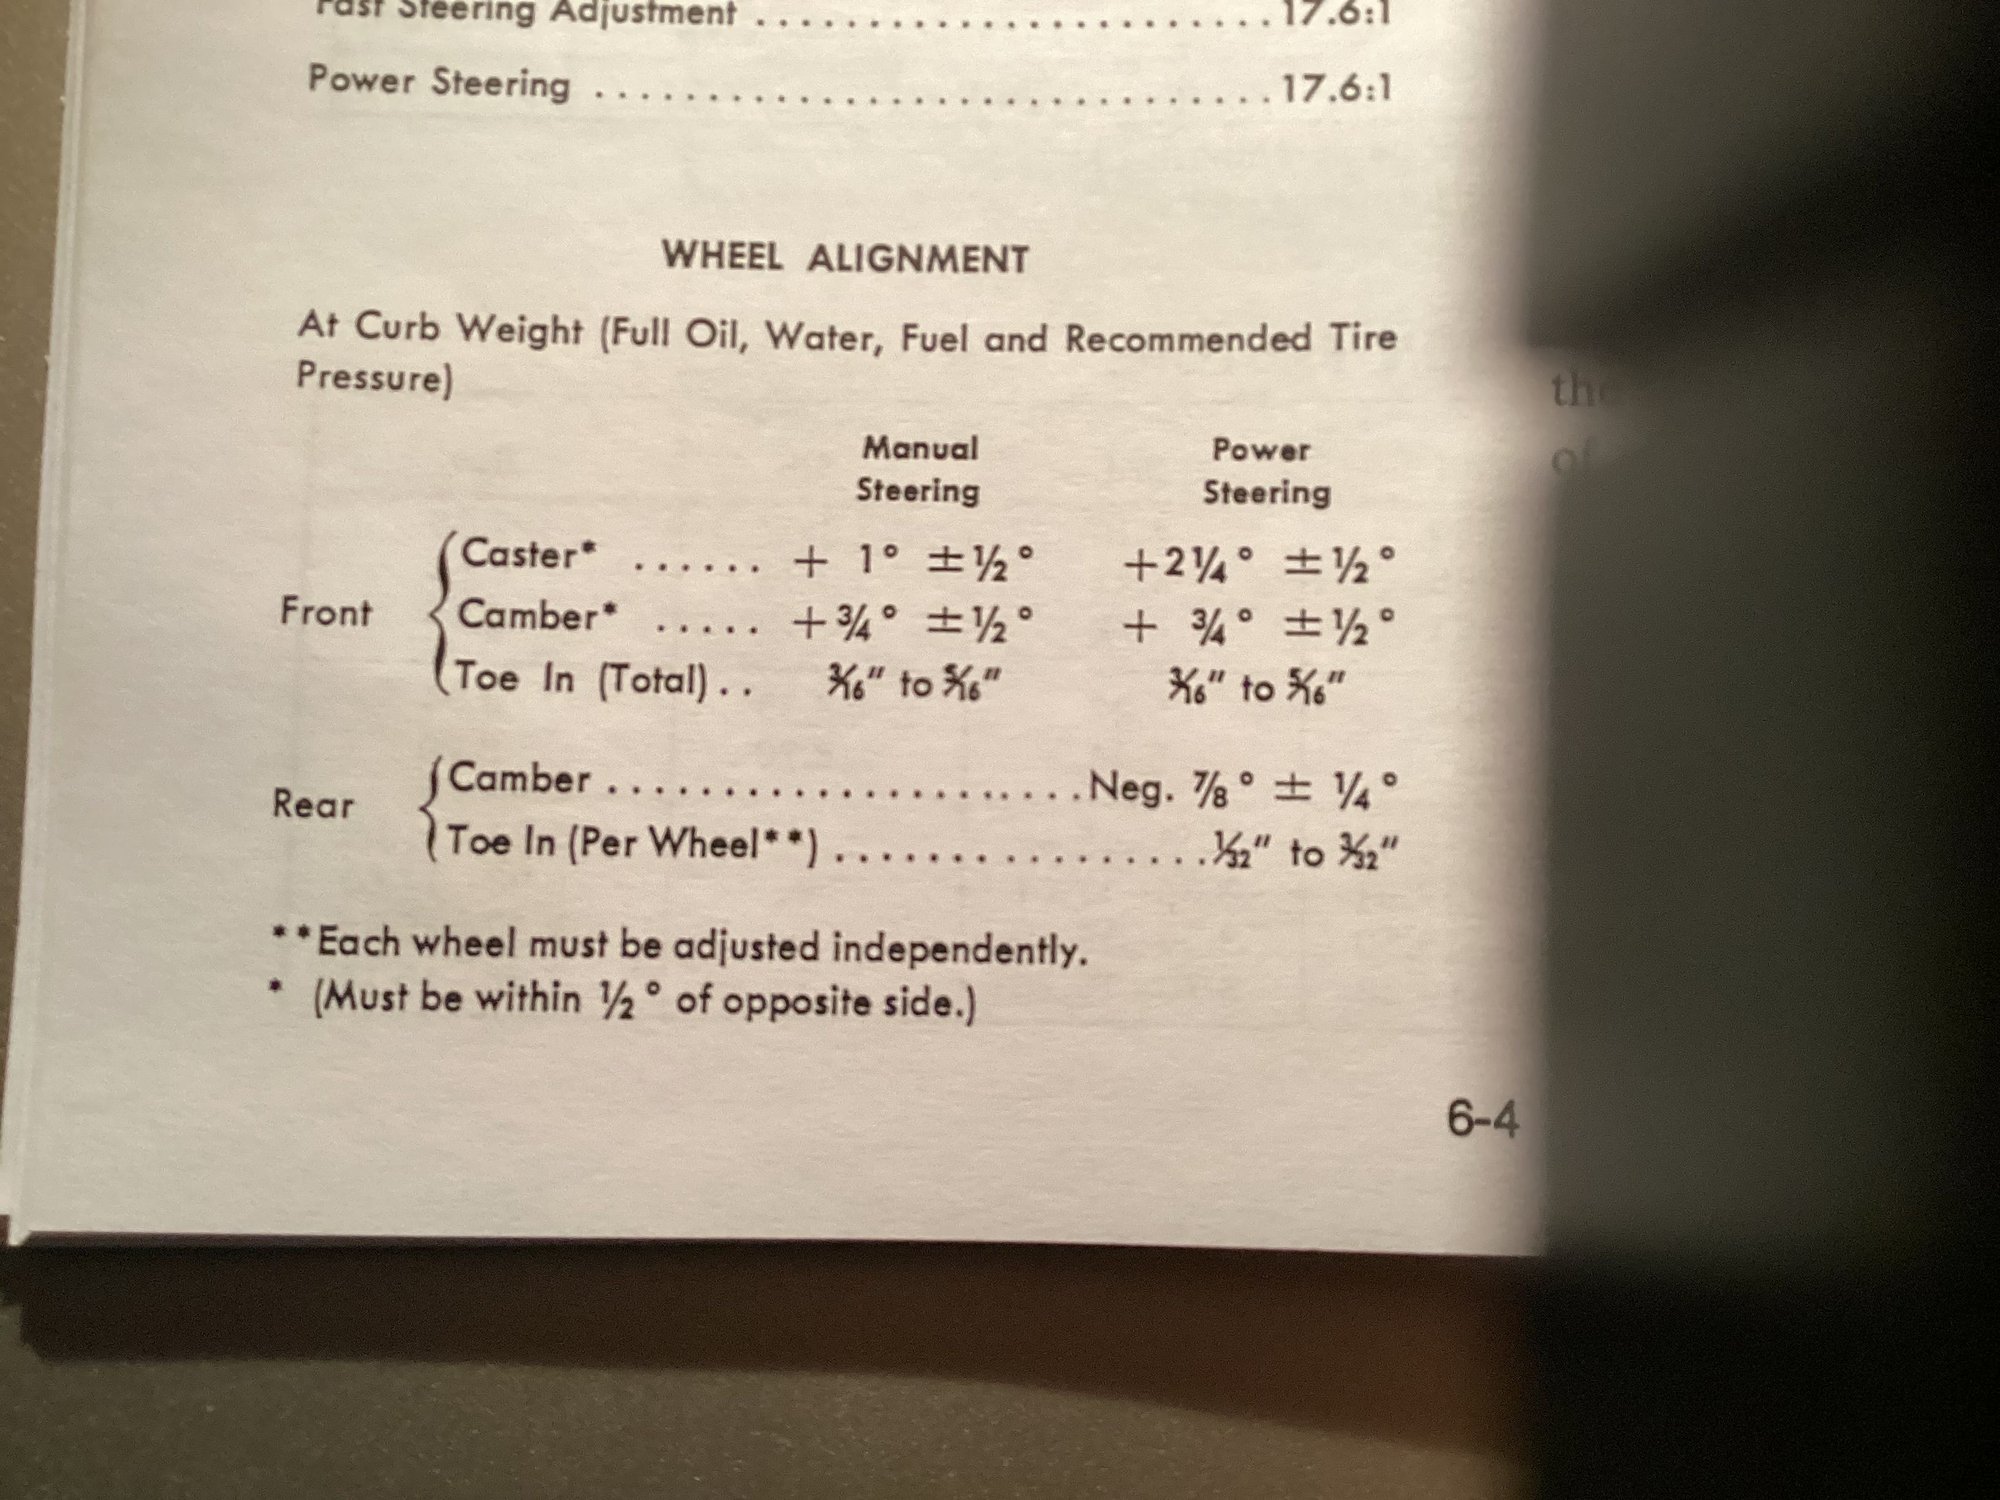 Fast Steering Adjustment ........................ 17.6:1
Power Steering .............................. 17.6:1
WHEEL ALIGNMENT
At Curb Weight (Full Oil, Water, Fuel and Recommended Tire
Pressure)
Manual Steering Power Steering
Front
Caster* ...... + 1° ±½° +2¼° ±½°
Camber* ..... +¾° ±½° + ¾° ±½°
Toe In (Total) .. 3/16" to 5/16" 3/16" to 5/16"
Rear
Camber ..................... Neg. ⅞° ± ¼°
Toe In (Per Wheel**) ................. 1/32" to 3/32"
**Each wheel must be adjusted independently.
* (Must be within ½° of opposite side.)
6-4